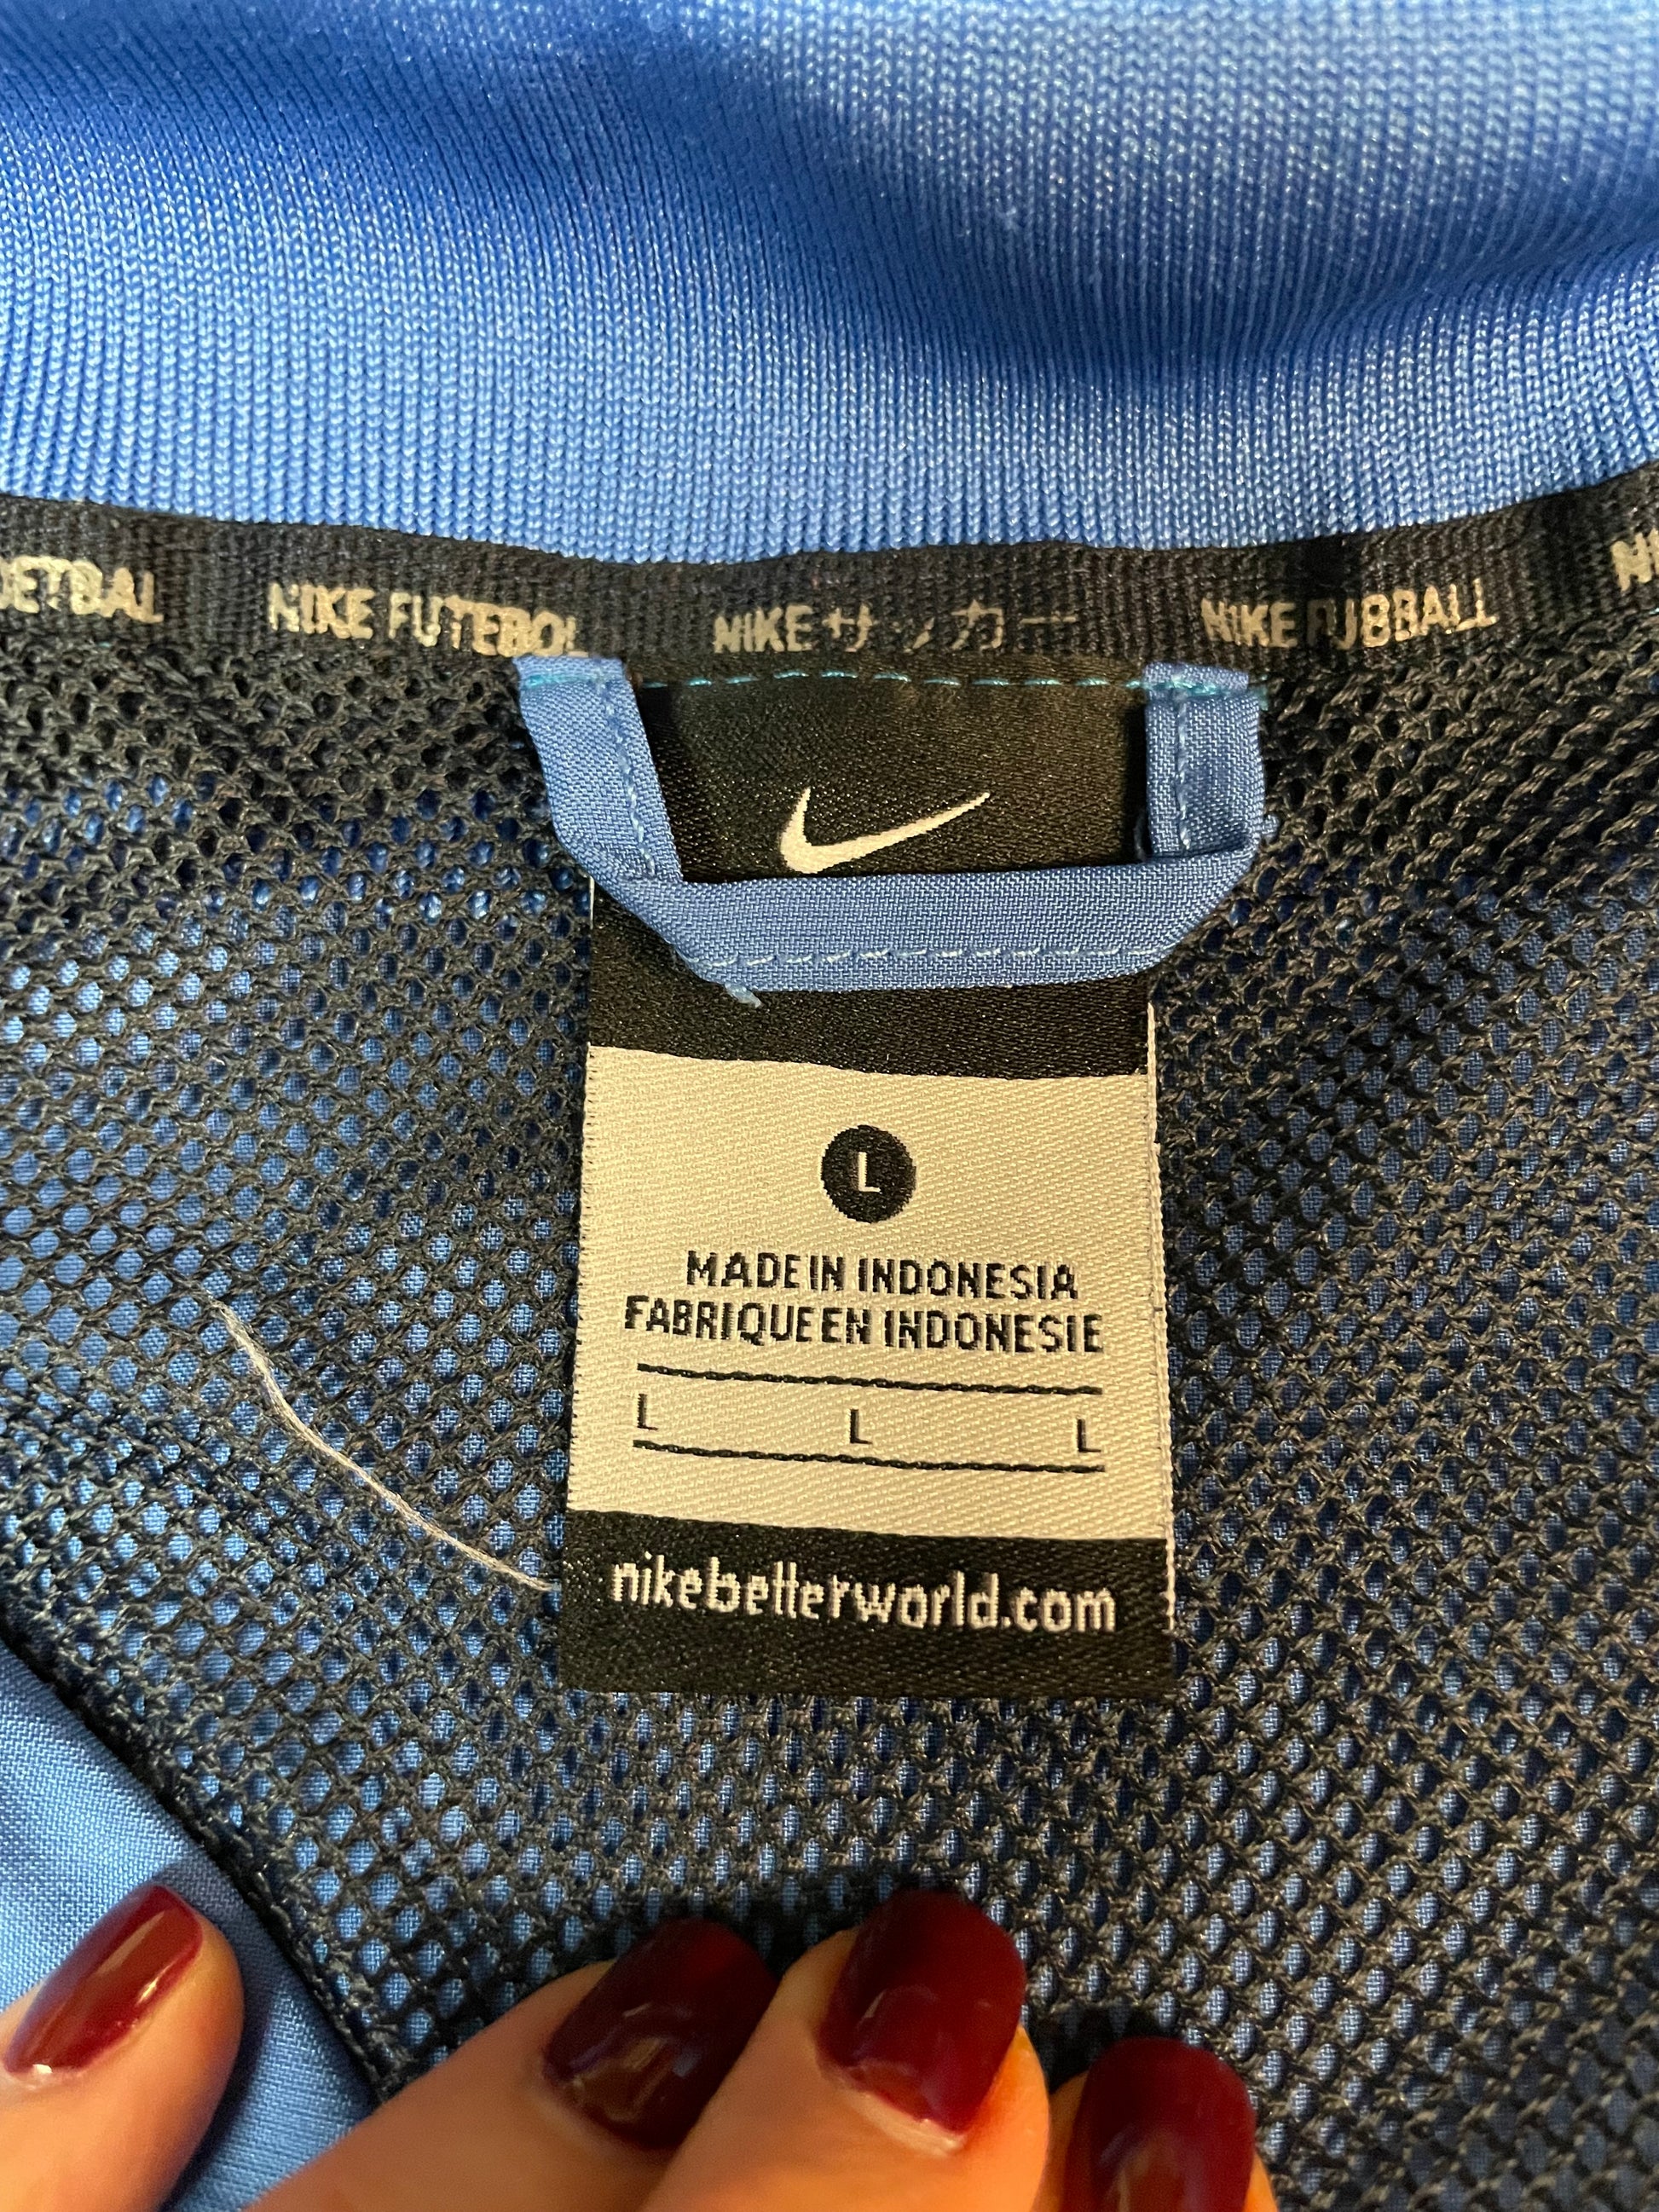 NIKE FUTEBOL NIKE サッカー NIKE FUßBALL
L
MADE IN INDONESIA
FABRIQUE EN INDONESIE
L L L
nikebetterworld.com